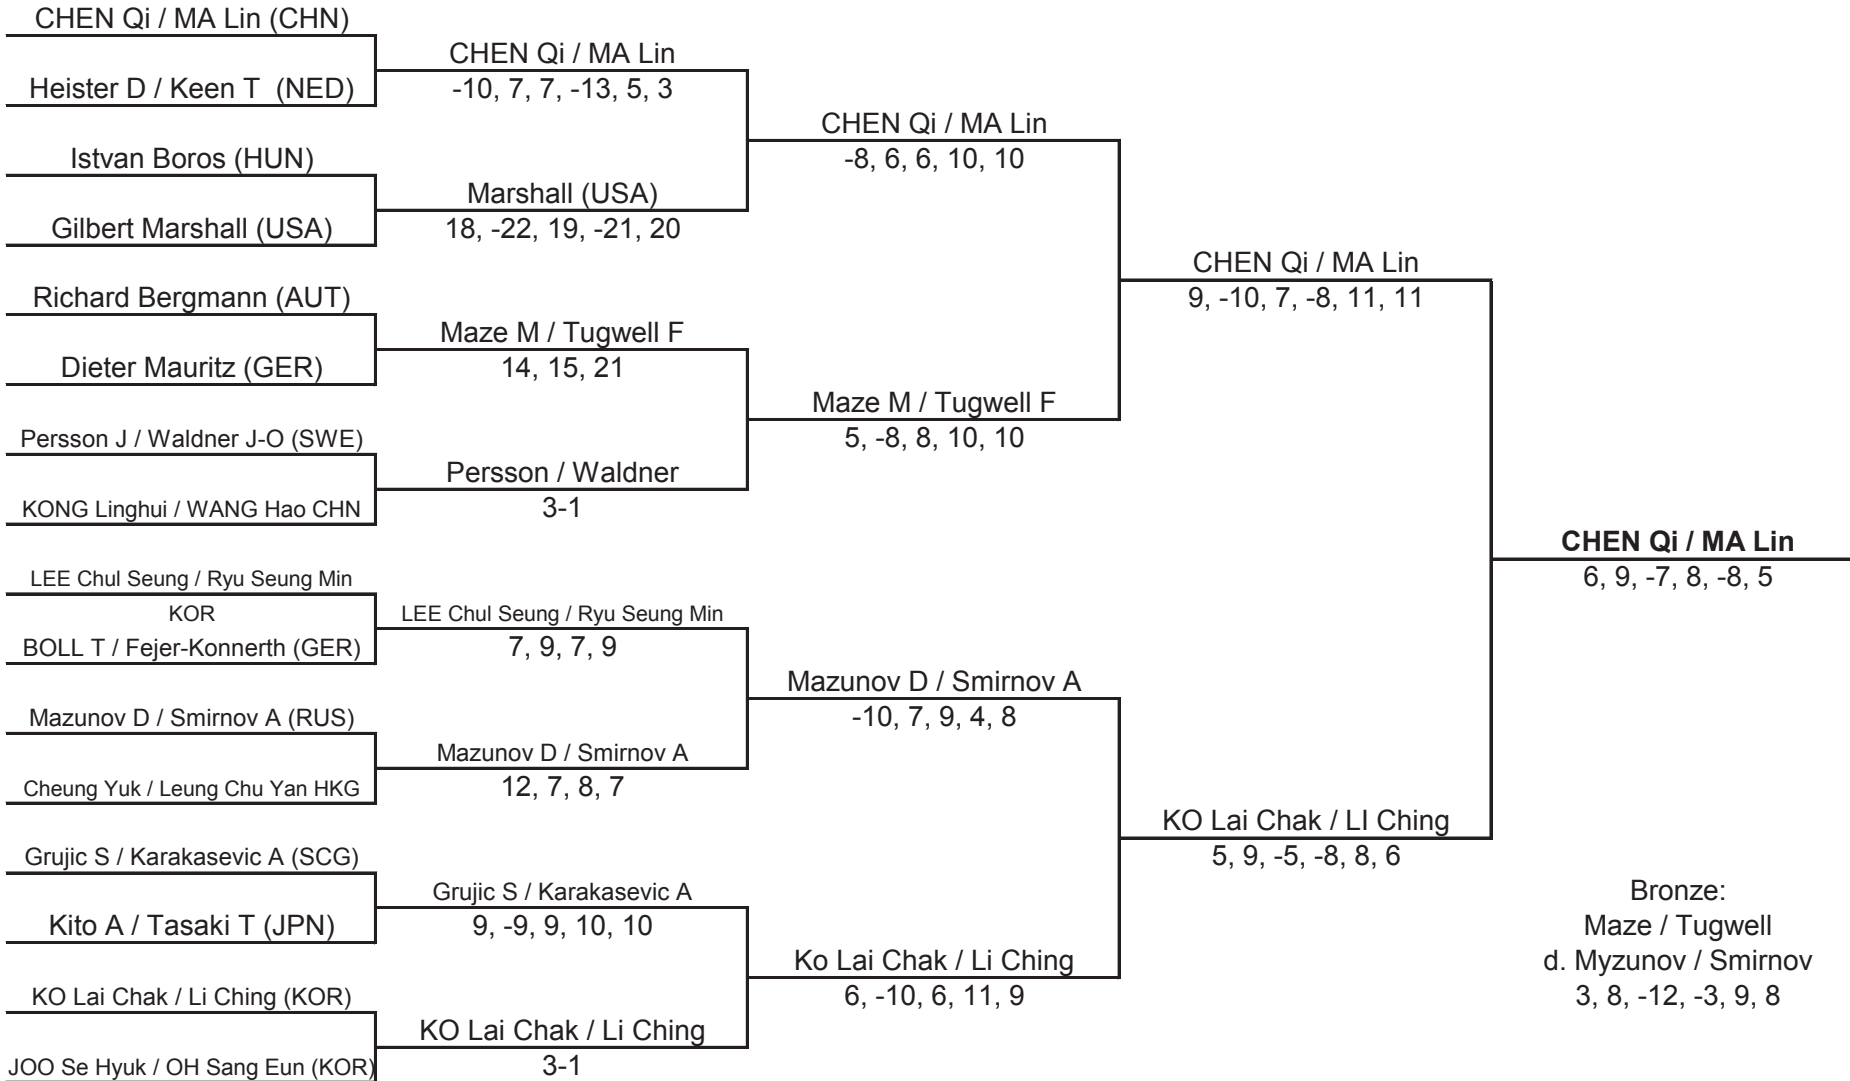 CHEN Qi / MA Lin (CHN)
Heister D / Keen T (NED)
Istvan Boros (HUN)
Gilbert Marshall (USA)
Richard Bergmann (AUT)
Dieter Mauritz (GER)
Persson J / Waldner J-O (SWE)
KONG Linghui / WANG Hao CHN
LEE Chul Seung / Ryu Seung Min
KOR
BOLL T / Fejer-Konnerth (GER)
Mazunov D / Smirnov A (RUS)
Cheung Yuk / Leung Chu Yan HKG
Grujic S / Karakasevic A (SCG)
Kito A / Tasaki T (JPN)
KO Lai Chak / Li Ching (KOR)
JOO Se Hyuk / OH Sang Eun (KOR)
CHEN Qi / MA Lin
-10, 7, 7, -13, 5, 3
Marshall (USA)
18, -22, 19, -21, 20
Maze M / Tugwell F
14, 15, 21
Persson / Waldner
3-1
LEE Chul Seung / Ryu Seung Min
7, 9, 7, 9
Mazunov D / Smirnov A
12, 7, 8, 7
Grujic S / Karakasevic A
9, -9, 9, 10, 10
KO Lai Chak / Li Ching
3-1
CHEN Qi / MA Lin
-8, 6, 6, 10, 10
Maze M / Tugwell F
5, -8, 8, 10, 10
Mazunov D / Smirnov A
-10, 7, 9, 4, 8
Ko Lai Chak / Li Ching
6, -10, 6, 11, 9
CHEN Qi / MA Lin
9, -10, 7, -8, 11, 11
KO Lai Chak / LI Ching
5, 9, -5, -8, 8, 6
CHEN Qi / MA Lin
6, 9, -7, 8, -8, 5
Bronze:
Maze / Tugwell
d. Myzunov / Smirnov
3, 8, -12, -3, 9, 8